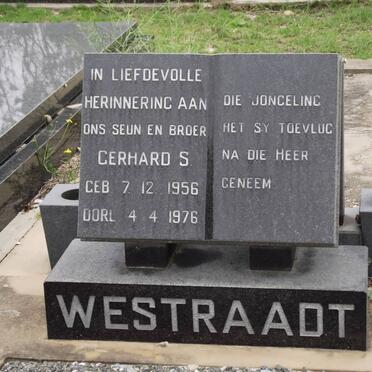 IN LIEFDEVOLLE
HERINNERING AAN
ONS SEUN EN BROER
GERHARD S.
GEB 7 12 1956
OORL 4 4 1976
DIE JONGELING
HET SY TOEVLUG
NA DIE HEER
GENEEM
WESTRAADT